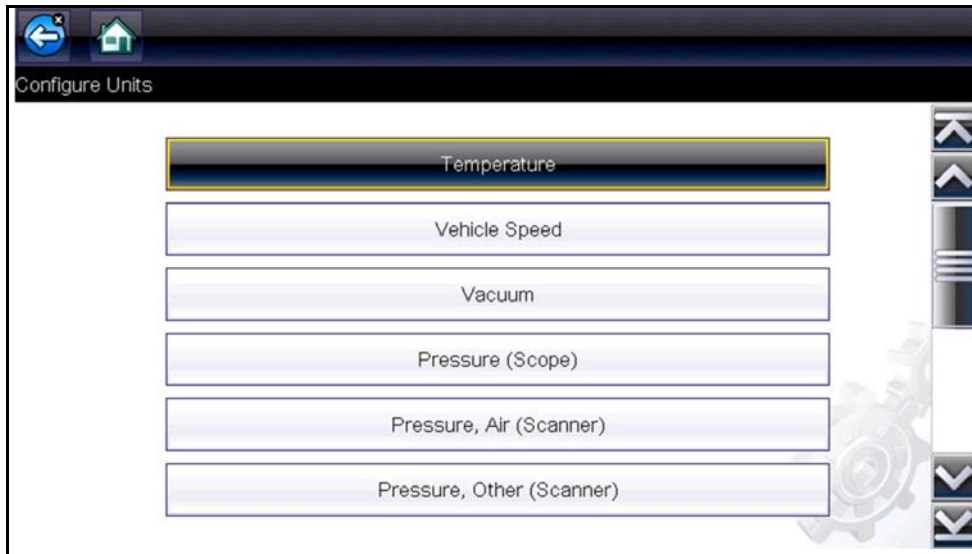 Configure Units
Temperature
Vehicle Speed
Vacuum
Pressure (Scope)
Pressure, Air (Scanner)
Pressure, Other (Scanner)